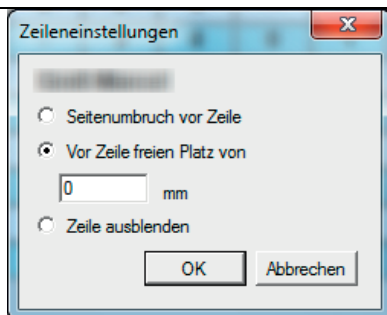 Zeileneinstellungen
Seitenumbruch vor Zeile
Vor Zeile freien Platz von
0 mm
Zeile ausblenden
OK Abbrechen